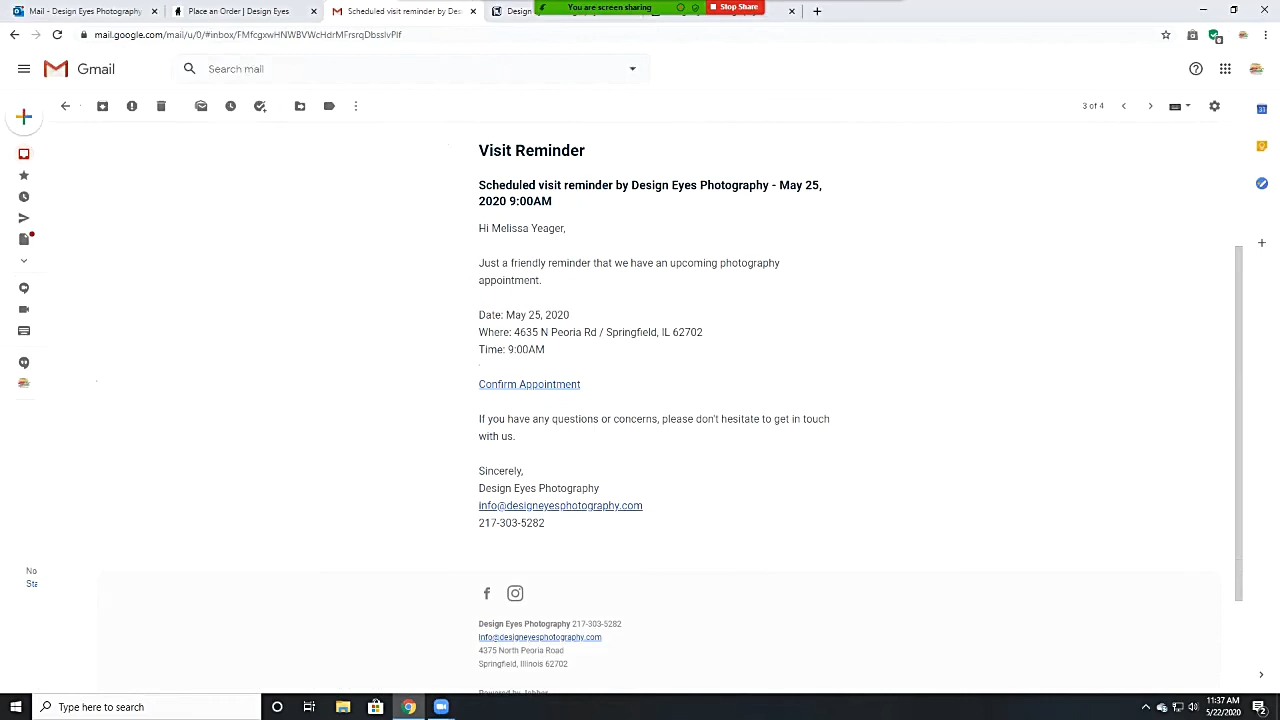 Mail - Design Eyes Photography
Place an Order | Design Eyes
Scheduled visit reminder by Des
Design Eyes
You are screen sharing
Stop Share
mail.google.com/mail/u/0/#inbox/FMfcgxwHNWBVWcHdrMFrsrqDbsslvPlf
Gmail
Search mail
3 of 4
Visit Reminder
Scheduled visit reminder by Design Eyes Photography - May 25,
2020 9:00AM
Hi Melissa Yeager,
Just a friendly reminder that we have an upcoming photography
appointment.
Date: May 25, 2020
Where: 4635 N Peoria Rd / Springfield, IL 62702
Time: 9:00AM
Confirm Appointment
If you have any questions or concerns, please don't hesitate to get in touch
with us.
Sincerely,
Design Eyes Photography
info@designeyesphotography.com
217-303-5282
No
Sta
Design Eyes Photography 217-303-5282
info@designeyesphotography.com
4375 North Peoria Road
Springfield, Illinois 62702
Type here to search
11:37 AM
5/22/2020
2